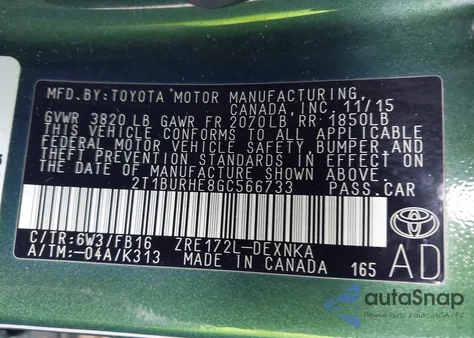 MFD. BY: TOYOTA MOTOR MANUFACTURING,
CANADA, INC. 11/15
GVWR 3820 LB GAWR FR 2070LB RR 1850LB
THIS VEHICLE CONFORMS TO ALL APPLICABLE
FEDERAL MOTOR VEHICLE SAFETY, BUMPER AND
THEFT PREVENTION STANDARDS IN EFFECT ON
THE DATE OF MANUFACTURE SHOWN ABOVE.
2T1BURHE8GC566733 PASS.CAR
C/TR:6W3/FB16 ZRE172L-DEXNKA
A/TM:-04A/K313 MADE IN CANADA 165 AD
TOYOTA
autoSnap